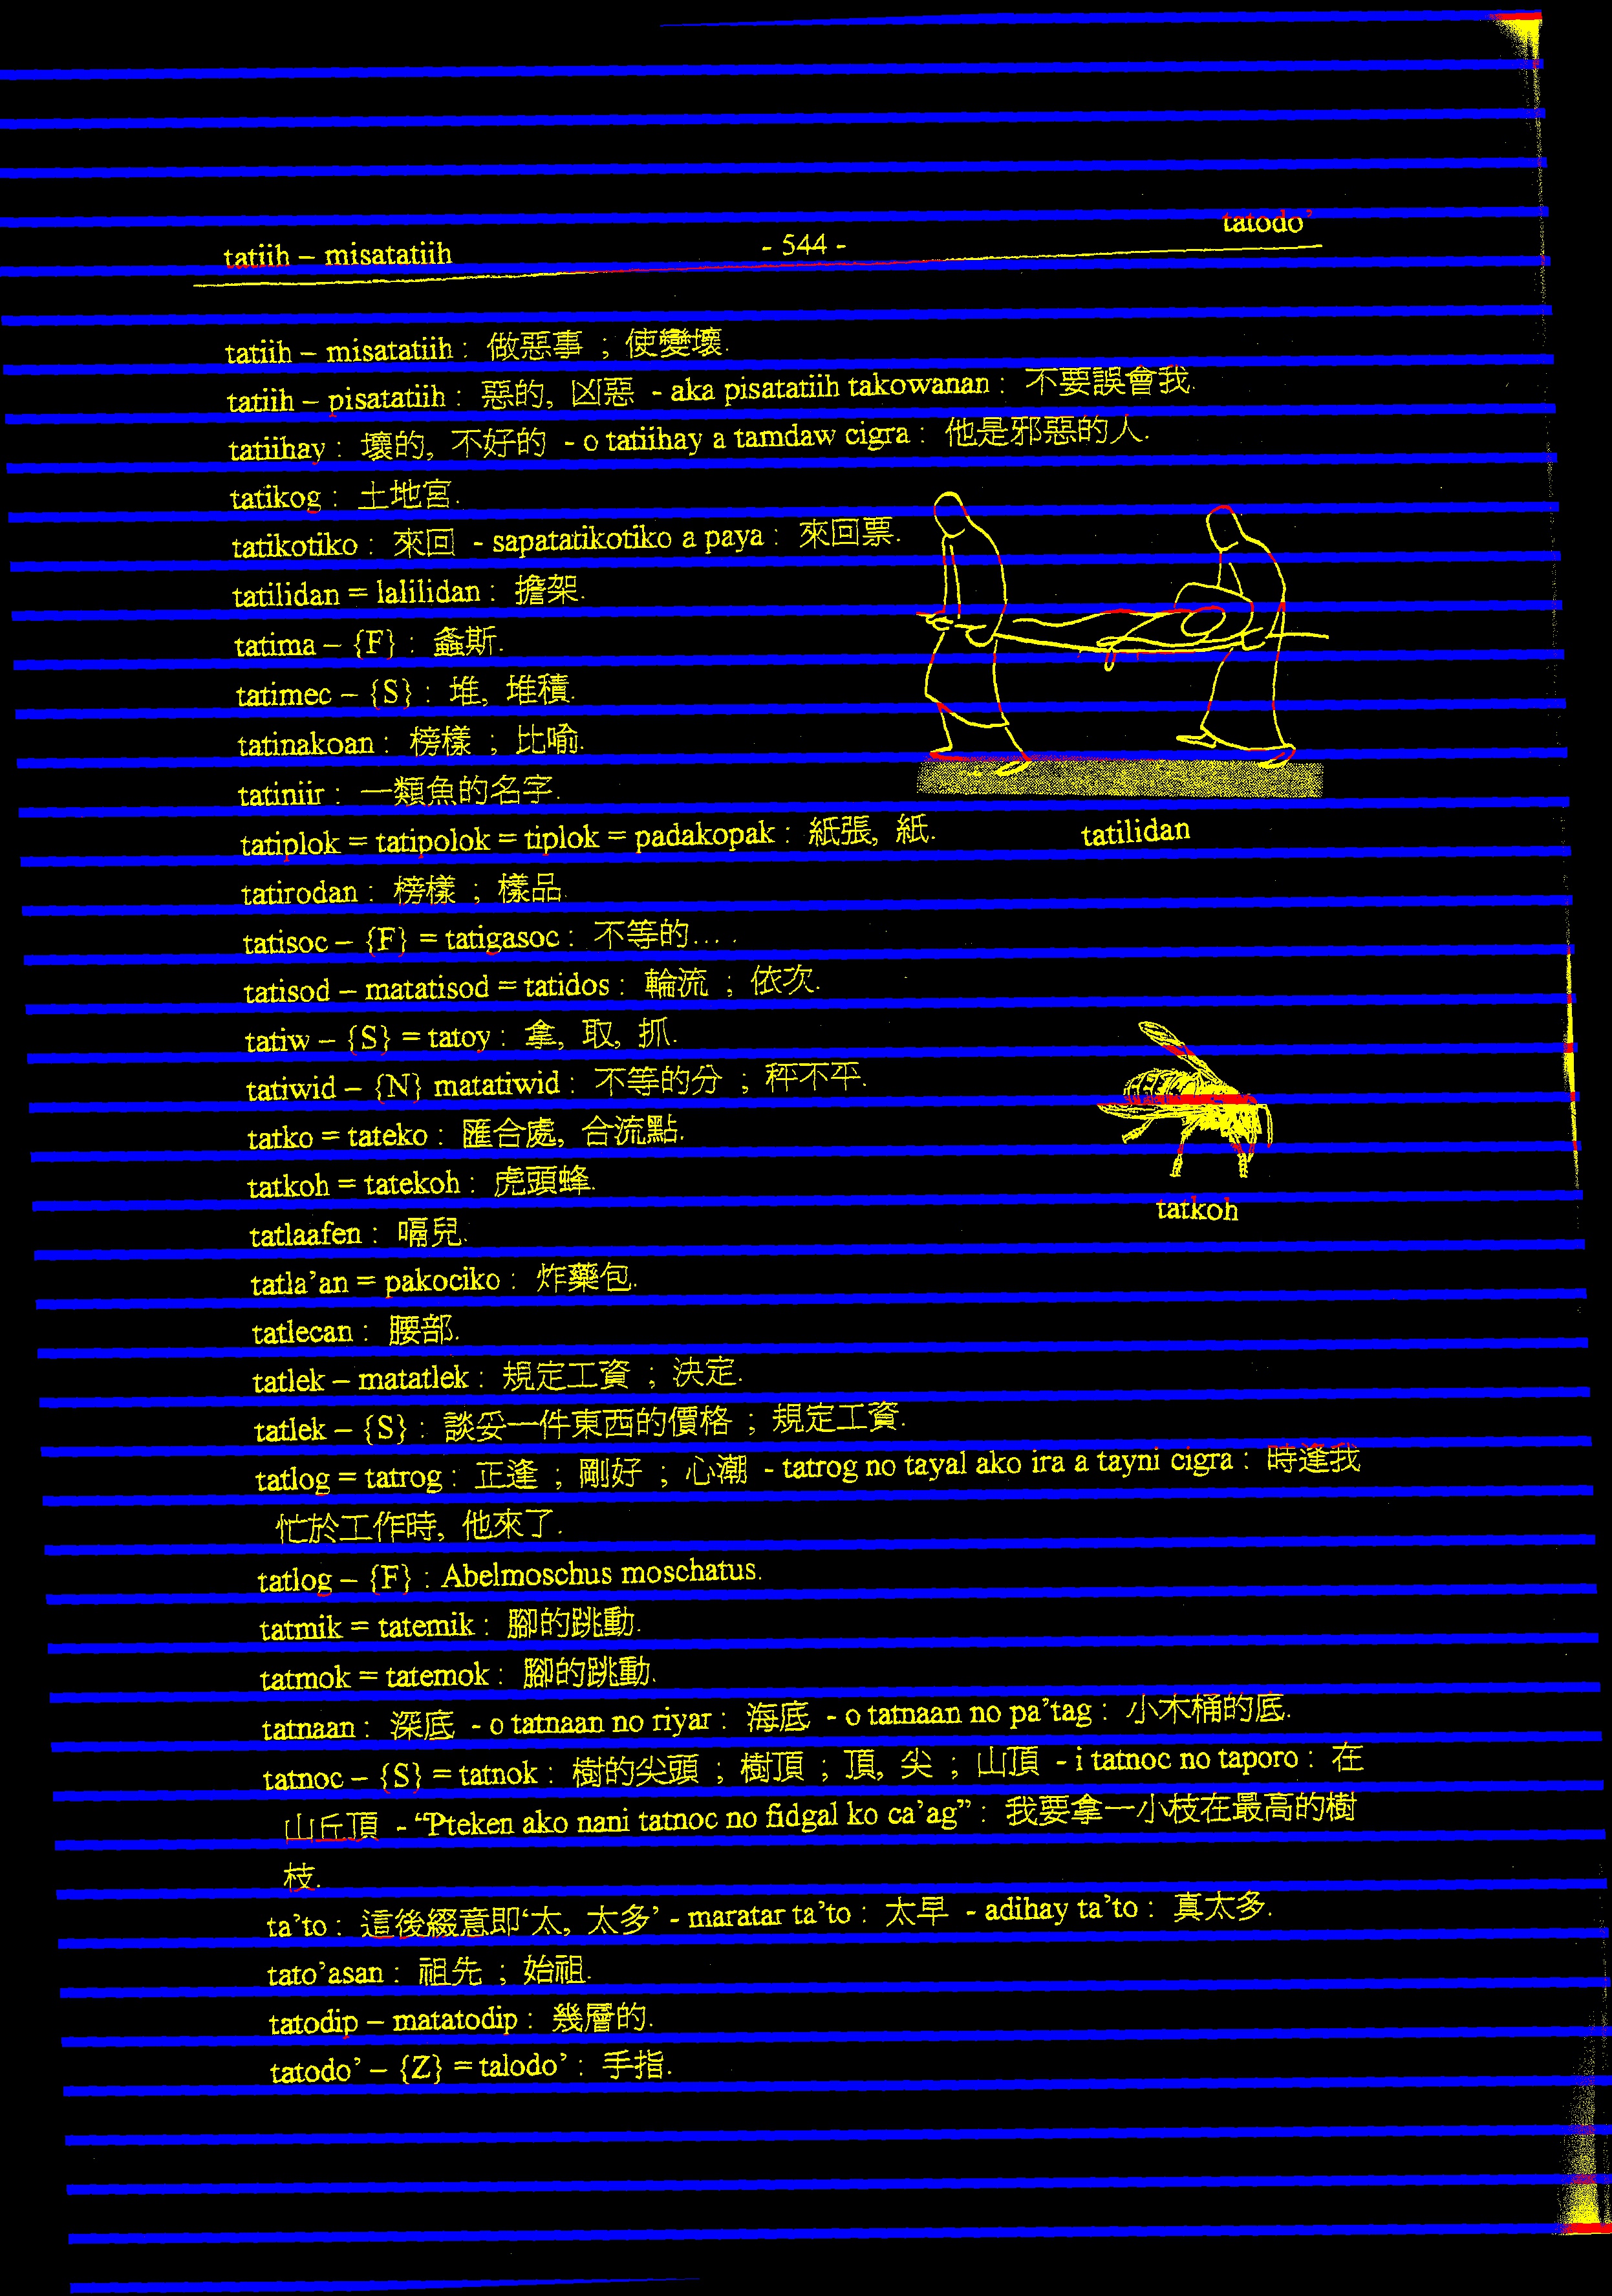 tatiih – misatatiih - 544 - tatodo’
tatiih – misatatiih : 做惡事 ; 使變壞.
tatiih – pisatatiih : 惡的, 凶惡 - aka pisatatiih takowanan : 不要誤會我.
tatiihay : 壞的, 不好的 - o tatiihay a tamdaw cigra : 他是邪惡的人.
tatikog : 土地宮.
tatikotiko : 來回 - sapatatikotiko a paya : 來回票.
tatilidan = lalilidan : 擔架.
tatima – {F} : 螽斯.
tatimec – {S} : 堆, 堆積.
tatinakoan : 榜樣 ; 比喻.
tatiniir : 一類魚的名字.
tatiplok = tatipolok = tiplok = padakopak : 紙張, 紙.
tatilidan
tatirodan : 榜樣 ; 樣品.
tatisoc – {F} = tatigasoc : 不等的... .
tatisod – matatisod = tatidos : 輪流 ; 依次.
tatiw – {S} = tatoy : 拿, 取, 抓.
tatiwid – {N} matatiwid : 不等的分 ; 秤不平.
tatko = tateko : 匯合處, 合流點.
tatkoh = tatekoh : 虎頭蜂.
tatkoh
tatlaafen : 嗝兒.
tatla’an = pakociko : 炸藥包.
tatlecan : 腰部.
tatlek – matatlek : 規定工資 ; 決定.
tatlek – {S} : 談妥一件東西的價格 ; 規定工資.
tatlog = tatrog : 正逢 ; 剛好 ; 心潮 - tatrog no tayal ako ira a tayni cigra : 時逢我
忙於工作時, 他來了.
tatlog – {F} : Abelmoschus moschatus.
tatmik = tatemik : 腳的跳動.
tatmok = tatemok : 腳的跳動.
tatnaan : 深底 - o tatnaan no riyar : 海底 - o tatnaan no pa’tag : 小木桶的底.
tatnoc – {S} = tatnok : 樹的尖頭 ; 樹頂 ; 頂, 尖 ; 山頂 - i tatnoc no taporo : 在
山丘頂 - “Pteken ako nani tatnoc no fidgal ko ca’ag” : 我要拿一小枝在最高的樹
枝.
ta’to : 這後綴意即‘太, 太多’ - maratar ta’to : 太早 - adihay ta’to : 真太多.
tato’asan : 祖先 ; 始祖.
tatodip – matatodip : 幾層的.
tatodo’ – {Z} = talodo’ : 手指.